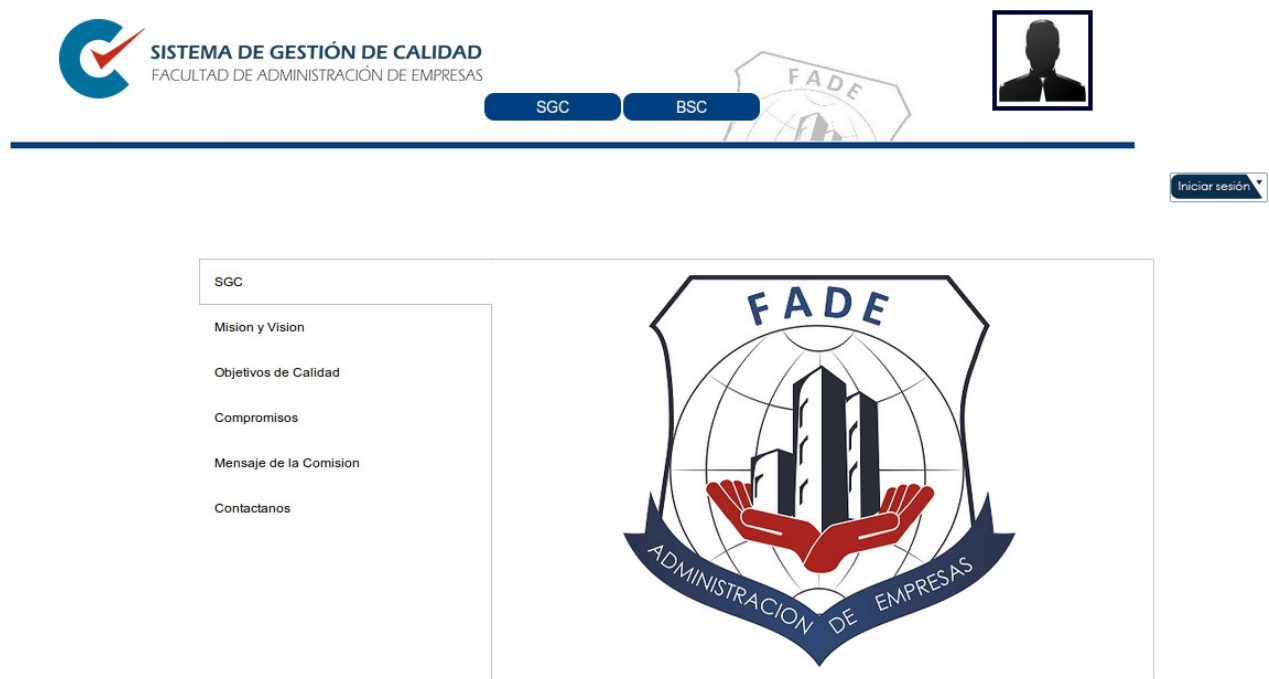 SISTEMA DE GESTIÓN DE CALIDAD
FACULTAD DE ADMINISTRACIÓN DE EMPRESAS
FADE
SGC
BSC
Iniciar sesión
SGC
Mision y Vision
Objetivos de Calidad
Compromisos
Mensaje de la Comision
Contactanos
FADE
ADMINISTRACION DE EMPRESAS